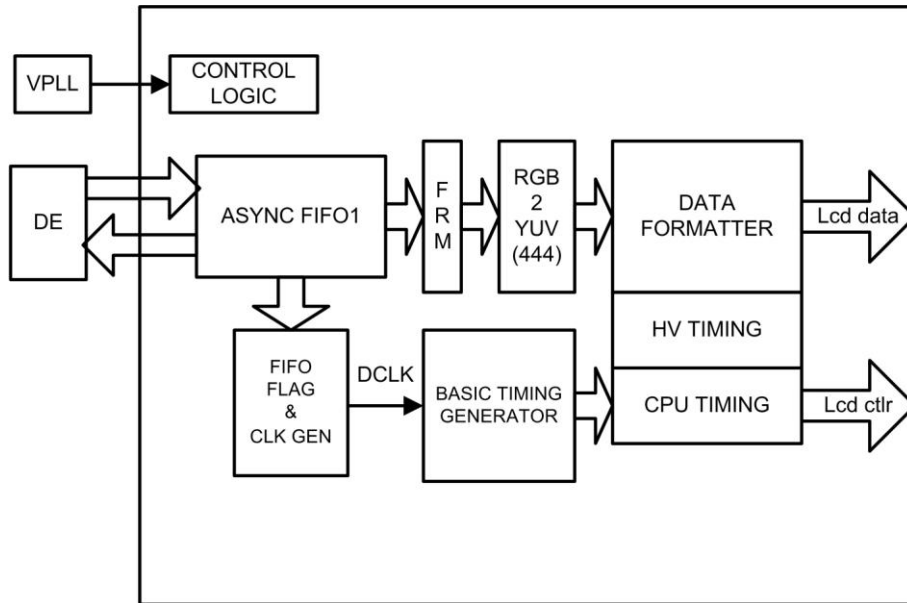 VPLL
CONTROL
LOGIC
DE
ASYNC FIFO1
F
R
M
RGB
2
YUV
(444)
DATA
FORMATTER
Lcd data
HV TIMING
FIFO
FLAG
&
CLK GEN
DCLK
BASIC TIMING
GENERATOR
CPU TIMING
Lcd ctlr